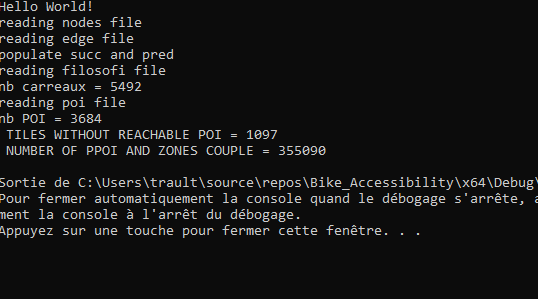 Hello World!
reading nodes file
reading edge file
populate succ and pred
reading filosofi file
nb carreaux = 5492
reading poi file
nb POI = 3684
TILES WITHOUT REACHABLE POI = 1097
NUMBER OF PPOI AND ZONES COUPLE = 355090
Sortie de C:\Users\trault\source\repos\Bike_Accessibility\x64\Debug\
Pour fermer automatiquement la console quand le débogage s'arrête, a
ment la console à l'arrêt du débogage.
Appuyez sur une touche pour fermer cette fenêtre. . .